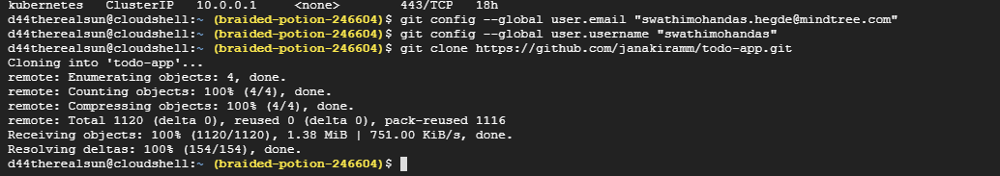 kubernetes   ClusterIP   10.0.0.1     <none>        443/TCP   18h
d44therealsun@cloudshell:~ (braided-potion-246604)$ git config --global user.email "swathimohandas.hegde@mindtree.com"
d44therealsun@cloudshell:~ (braided-potion-246604)$ git config --global user.username "swathimohandas"
d44therealsun@cloudshell:~ (braided-potion-246604)$ git clone https://github.com/janakiramm/todo-app.git
Cloning into 'todo-app'...
remote: Enumerating objects: 4, done.
remote: Counting objects: 100% (4/4), done.
remote: Compressing objects: 100% (4/4), done.
remote: Total 1120 (delta 0), reused 0 (delta 0), pack-reused 1116
Receiving objects: 100% (1120/1120), 1.38 MiB | 751.00 KiB/s, done.
Resolving deltas: 100% (154/154), done.
d44therealsun@cloudshell:~ (braided-potion-246604)$